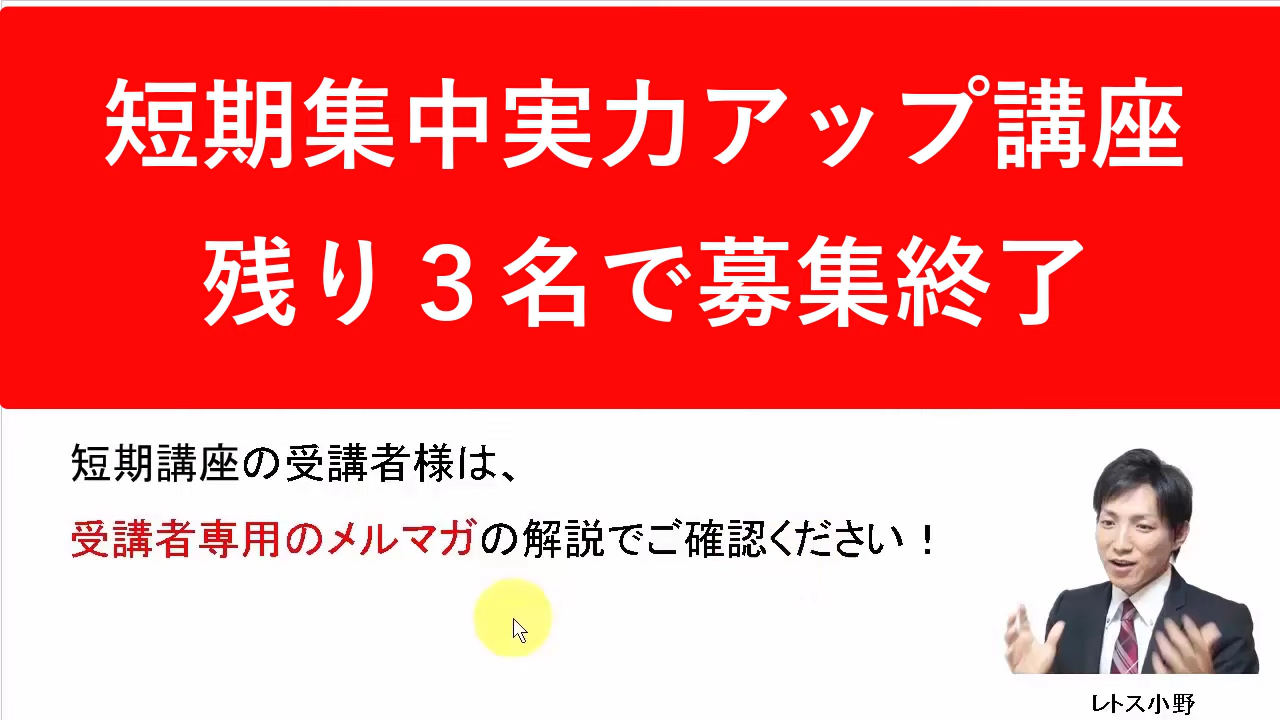 短期集中実力アップ講座
残り３名で募集終了
短期講座の受講者様は、
受講者専用のメルマガの解説でご確認ください！
レトス小野